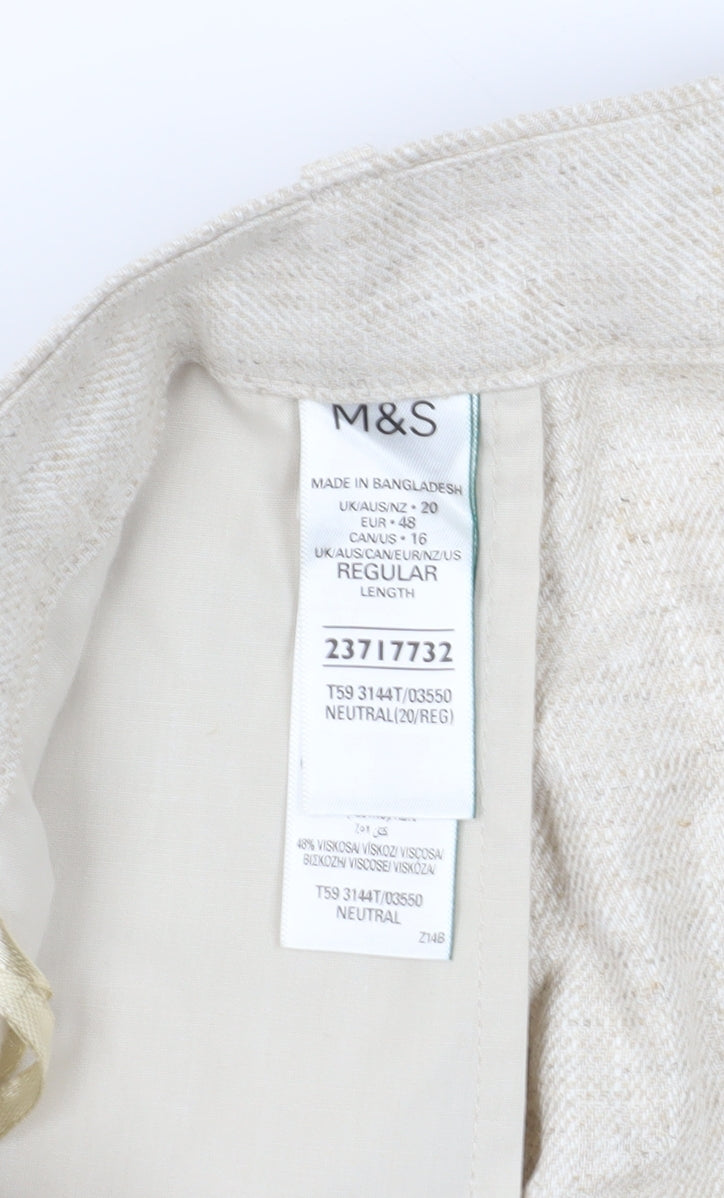 M&S
MADE IN BANGLADESH
UK/AUS/NZ • 20
EUR • 48
CAN/US • 16
UK/AUS/CAN/EUR/NZ/US
REGULAR
LENGTH
23717732
T59 3144T/03550
NEUTRAL(20/REG)
48% VISKOSA/ VÍSKOZ/ VISCOSA/
ΒΙΣΚΟΖΗ/ VISCOSE/ VISKÓZA/
T59 3144T/03550
NEUTRAL
Z14B